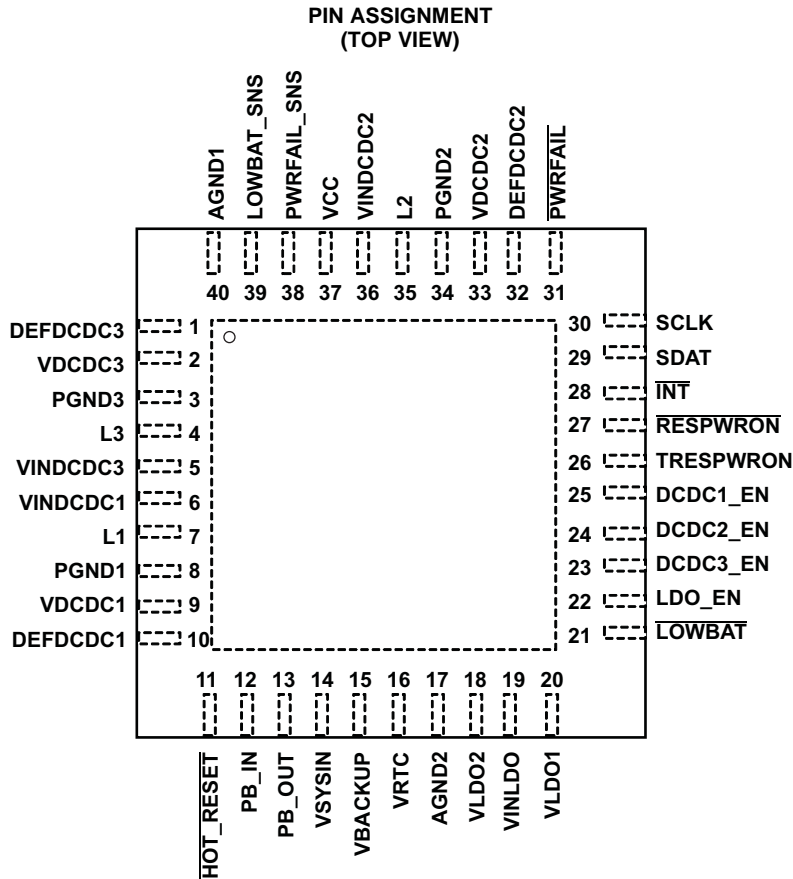 PIN ASSIGNMENT
(TOP VIEW)
AGND1
LOWBAT_SNS
PWRFAIL_SNS
VCC
VINDCDC2
L2
PGND2
VDCDC2
DEFDCDC2
PWRFAIL
40 39 38 37 36 35 34 33 32 31
DEFDCDC3 1
VDCDC3 2
PGND3 3
L3 4
VINDCDC3 5
VINDCDC1 6
L1 7
PGND1 8
VDCDC1 9
DEFDCDC1 10
30 SCLK
29 SDAT
28 INT
27 RESPWRON
26 TRESPWRON
25 DCDC1_EN
24 DCDC2_EN
23 DCDC3_EN
22 LDO_EN
21 LOWBAT
11 12 13 14 15 16 17 18 19 20
HOT_RESET
PB_IN
PB_OUT
VSYSIN
VBACKUP
VRTC
AGND2
VLDO2
VINLDO
VLDO1